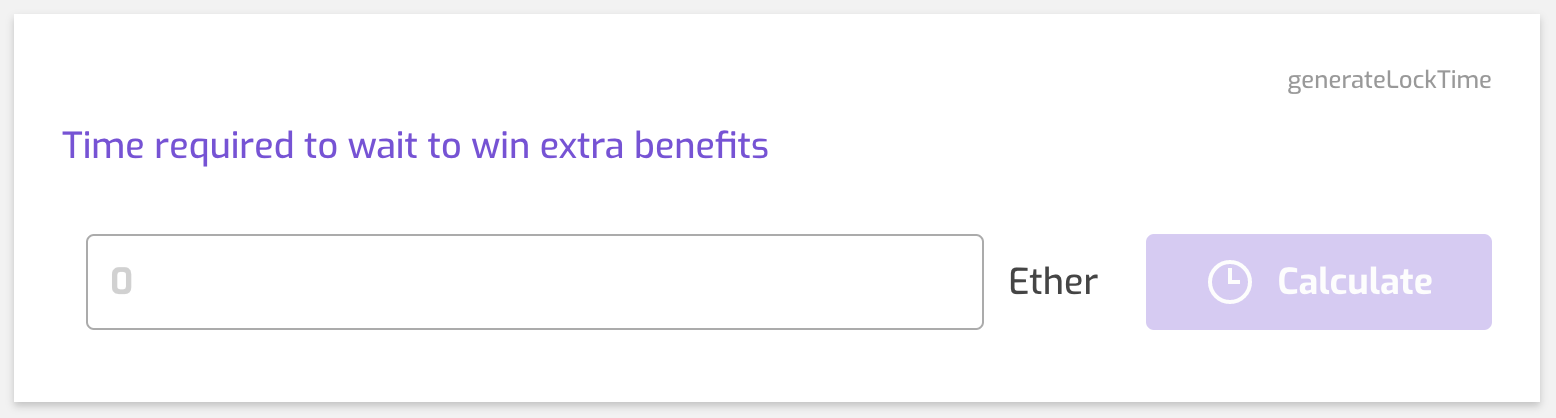 generateLockTime
Time required to wait to win extra benefits
0 Ether Calculate